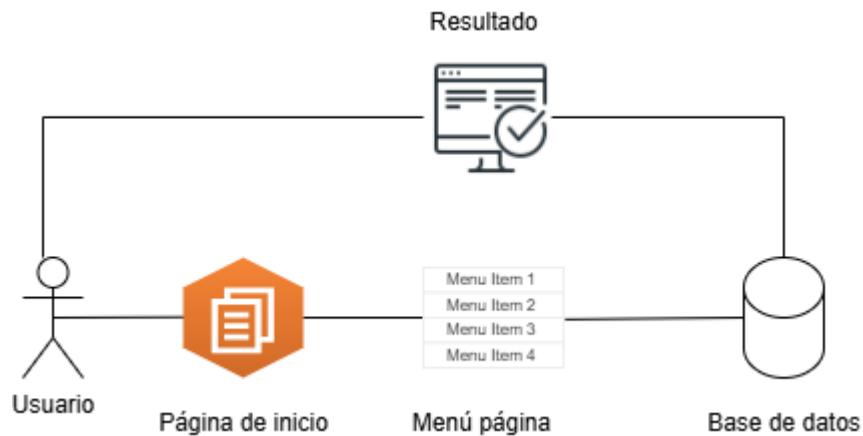 Resultado
Menu Item 1
Menu Item 2
Menu Item 3
Menu Item 4
Usuario
Página de inicio
Menú página
Base de datos